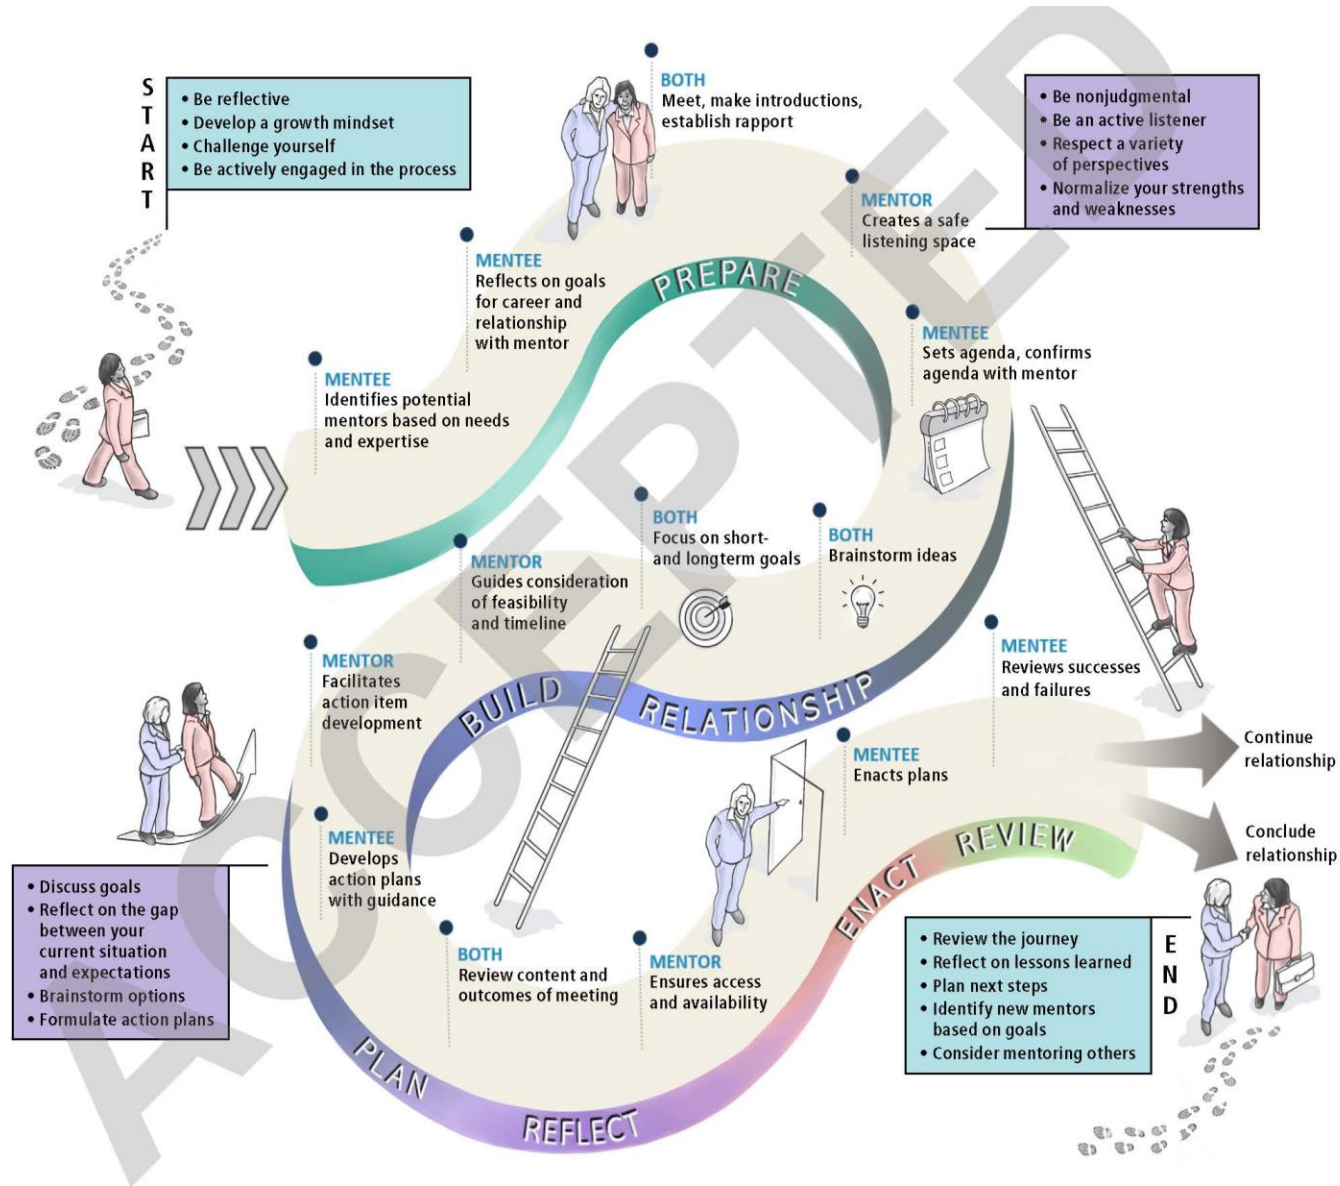 START
• Be reflective
• Develop a growth mindset
• Challenge yourself
• Be actively engaged in the process
MENTEE
Identifies potential
mentors based on needs
and expertise
MENTEE
Reflects on goals
for career and
relationship
with mentor
BOTH
Meet, make introductions,
establish rapport
MENTOR
Creates a safe
listening space
• Be nonjudgmental
• Be an active listener
• Respect a variety
of perspectives
• Normalize your strengths
and weaknesses
PREPARE
MENTEE
Sets agenda, confirms
agenda with mentor
BOTH
Brainstorm ideas
BOTH
Focus on short-
and longterm goals
MENTOR
Guides consideration
of feasibility
and timeline
BUILD RELATIONSHIP
MENTOR
Facilitates
action item
development
MENTEE
Develops
action plans
with guidance
• Discuss goals
• Reflect on the gap
between your
current situation
and expectations
• Brainstorm options
• Formulate action plans
PLAN
BOTH
Review content and
outcomes of meeting
REFLECT
MENTOR
Ensures access
and availability
MENTEE
Enacts plans
ENACT
MENTEE
Reviews successes
and failures
REVIEW
Continue
relationship
Conclude
relationship
END
• Review the journey
• Reflect on lessons learned
• Plan next steps
• Identify new mentors
based on goals
• Consider mentoring others
ACCEPTED